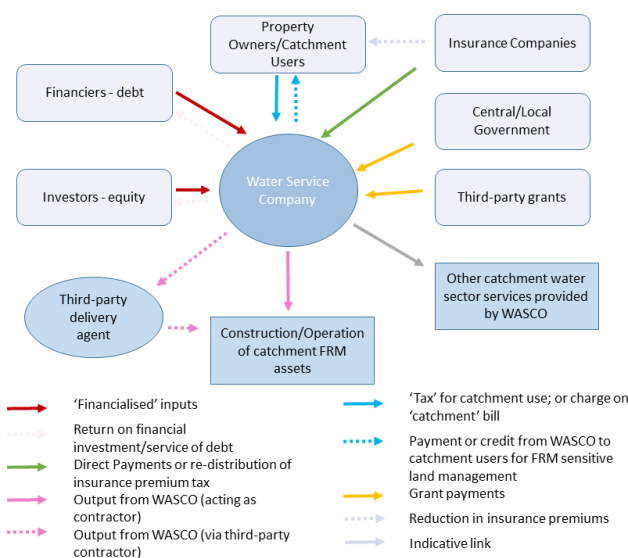 Property
Owners/Catchment
Users
Insurance Companies
Financiers - debt
Central/Local
Government
Water Service
Company
Investors - equity
Third-party grants
Third-party
delivery
agent
Construction/Operation
of catchment FRM
assets
Other catchment water
sector services provided
by WASCO
'Financialised' inputs
Return on financial
investment/service of debt
Direct Payments or re-distribution of
insurance premium tax
Output from WASCO (acting as
contractor)
Output from WASCO (via third-party
contractor)
'Tax' for catchment use; or charge on
'catchment' bill
Payment or credit from WASCO to
catchment users for FRM sensitive
land management
Grant payments
Reduction in insurance premiums
Indicative link